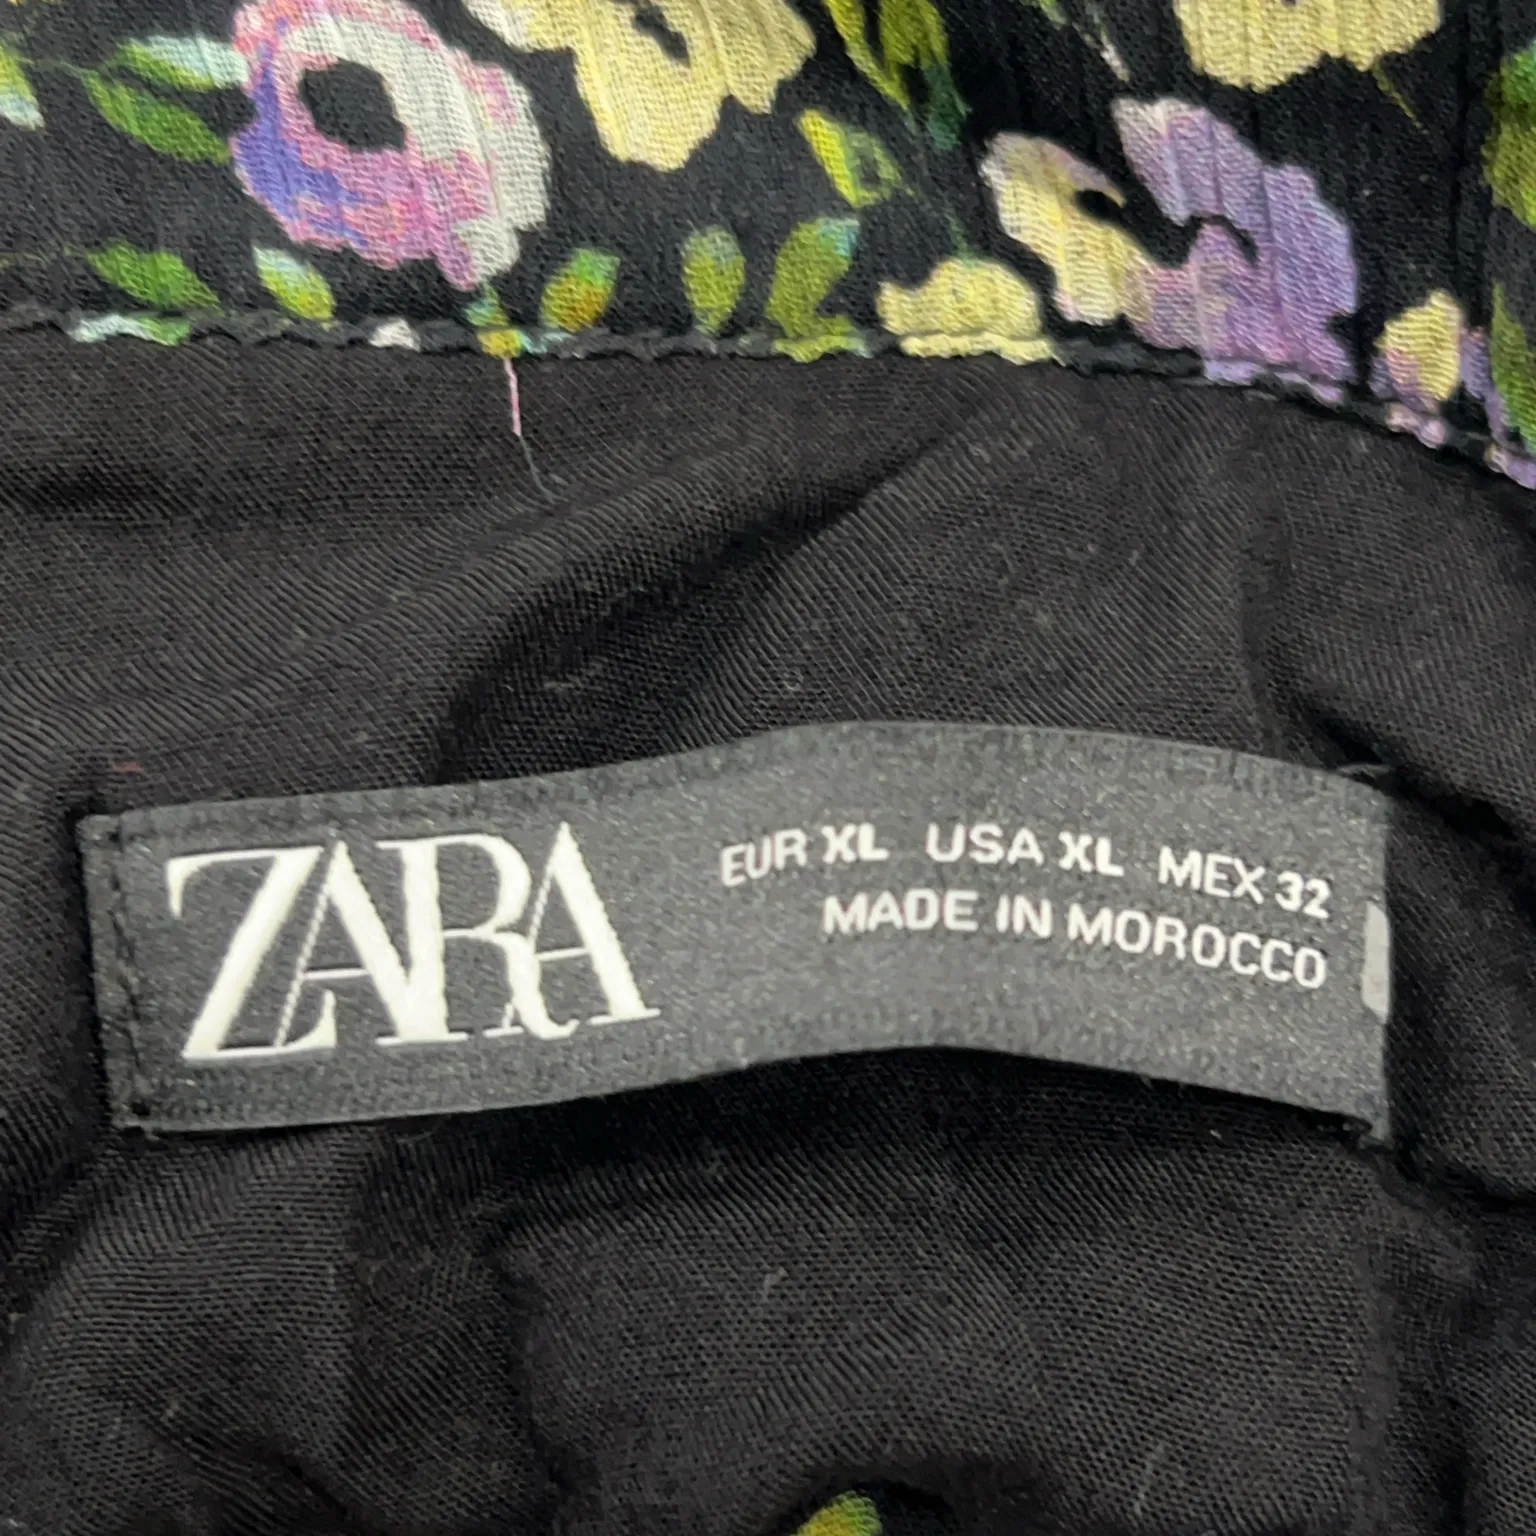 ZARA
EUR XL USA XL MEX 32
MADE IN MOROCCO